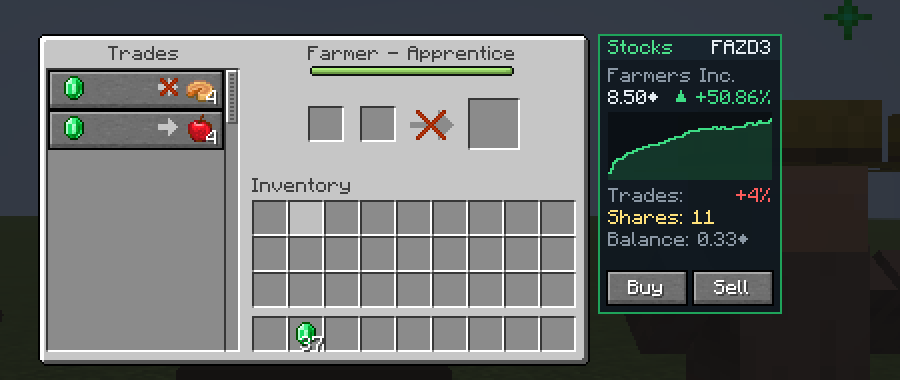 Trades
4
4
Farmer - Apprentice
Inventory
37
Stocks FAZD3
Farmers Inc.
8.50 +50.86%
Trades: +4%
Shares: 11
Balance: 0.33
Buy Sell